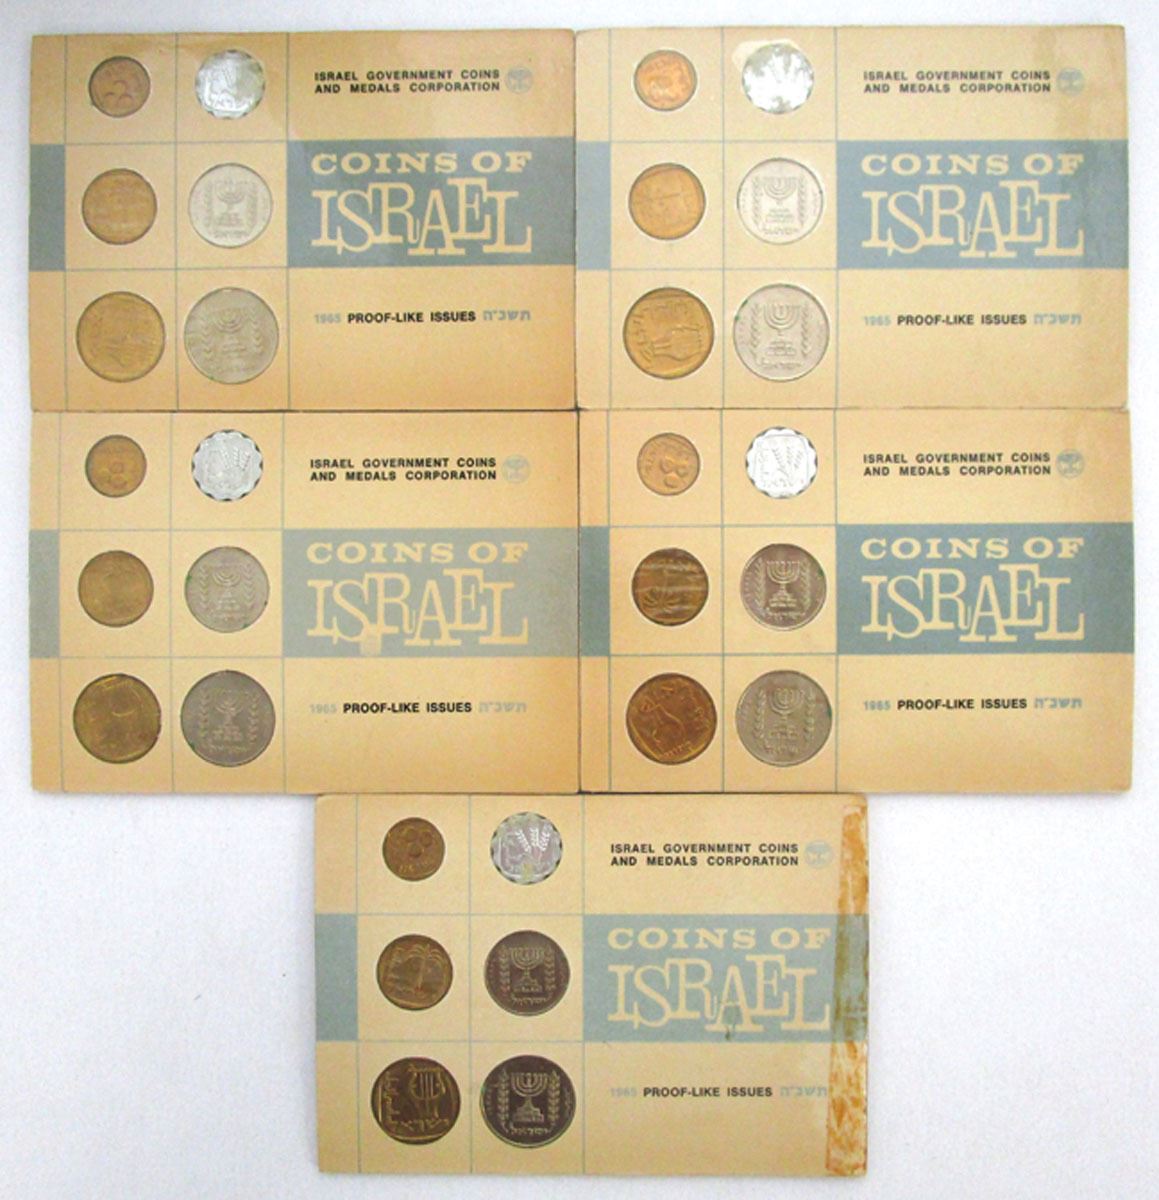 ISRAEL GOVERNMENT COINS
AND MEDALS CORPORATION
COINS OF
ISRAEL
1965 PROOF-LIKE ISSUES תשכ"ה
ISRAEL GOVERNMENT COINS
AND MEDALS CORPORATION
COINS OF
ISRAEL
1965 PROOF-LIKE ISSUES תשכ"ה
ISRAEL GOVERNMENT COINS
AND MEDALS CORPORATION
COINS OF
ISRAEL
1965 PROOF-LIKE ISSUES תשכ"ה
ISRAEL GOVERNMENT COINS
AND MEDALS CORPORATION
COINS OF
ISRAEL
1965 PROOF-LIKE ISSUES תשכ"ה
ISRAEL GOVERNMENT COINS
AND MEDALS CORPORATION
COINS OF
ISRAEL
1965 PROOF-LIKE ISSUES תשכ"ה